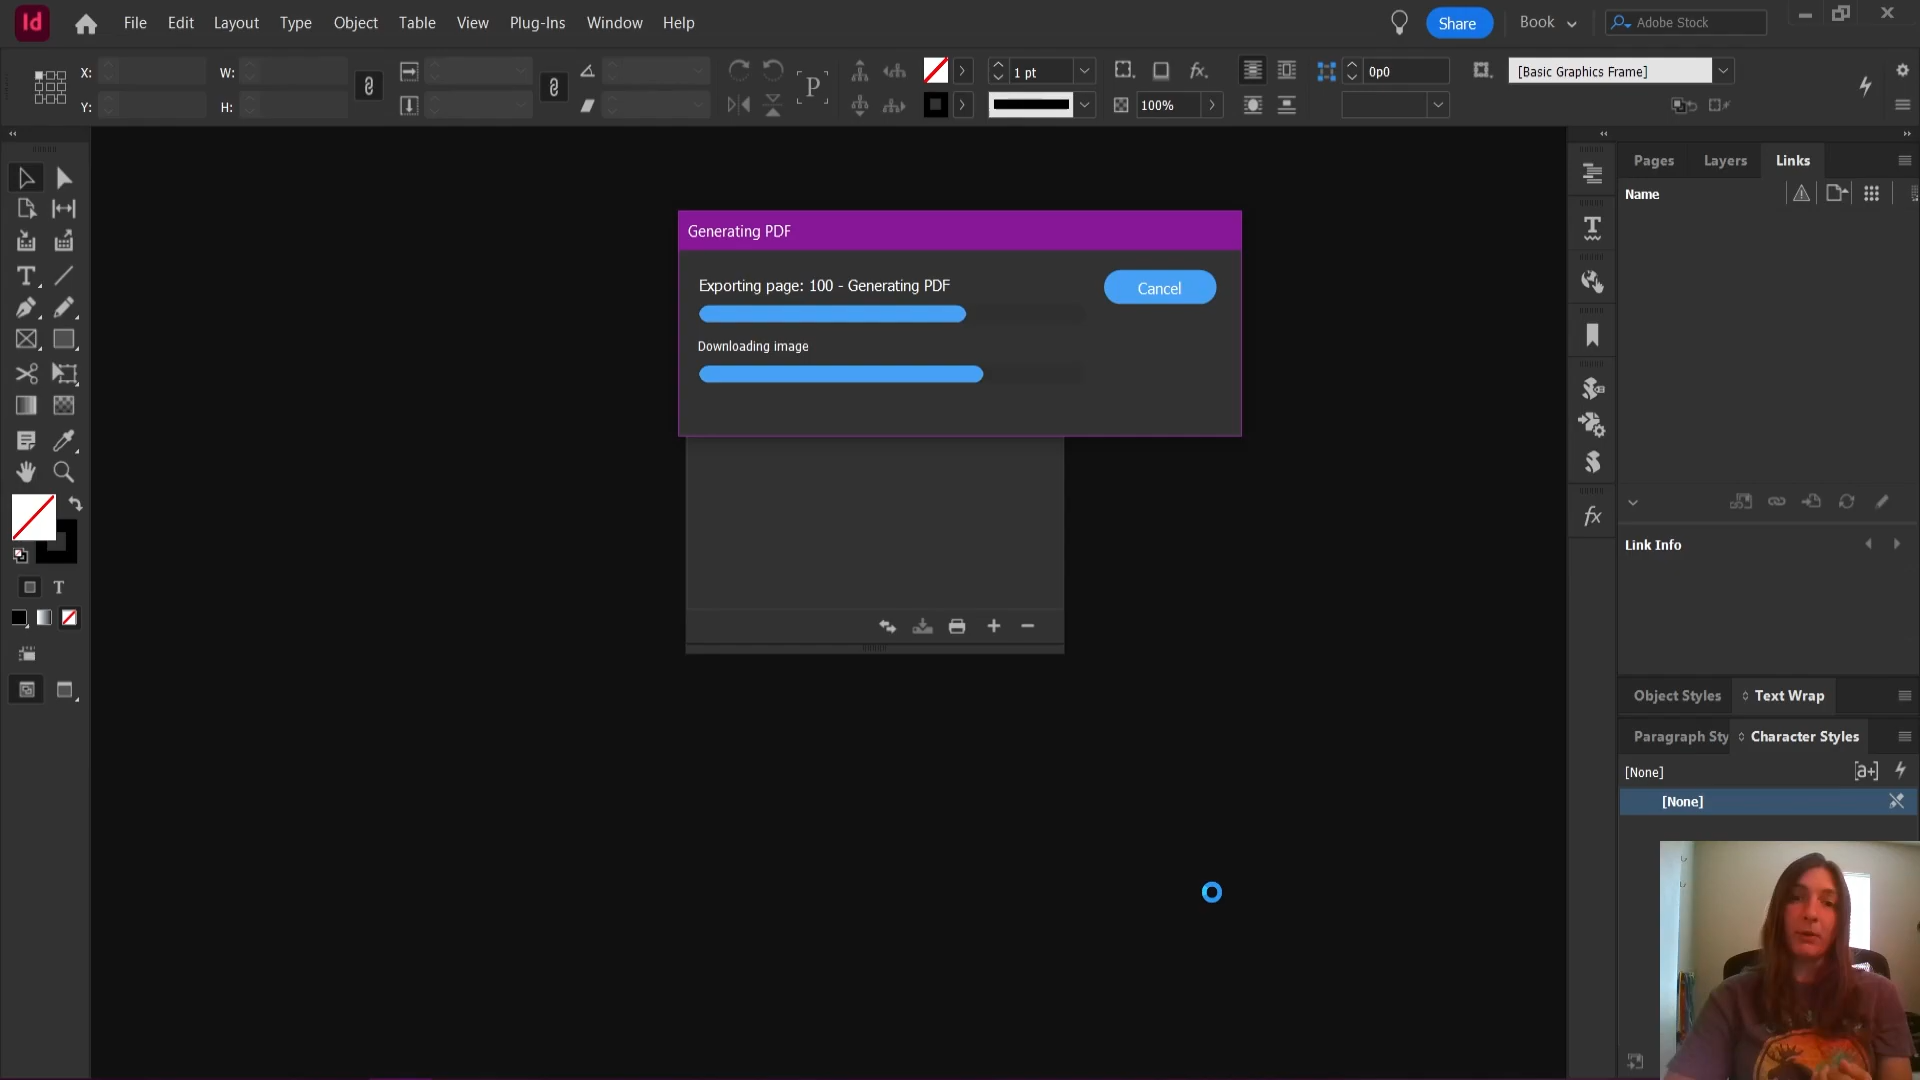 Id File Edit Layout Type Object Table View Plug-Ins Window Help Share Book Adobe Stock
X: W: 1 pt fx. 0p0 [Basic Graphics Frame]
Y: H: P 100%
Pages Layers Links
Name
Generating PDF
Exporting page: 100 - Generating PDF Cancel
Downloading image
Link Info
Object Styles Text Wrap
Paragraph Sty Character Styles
[None] [a+]
[None]
T
T
T
fx